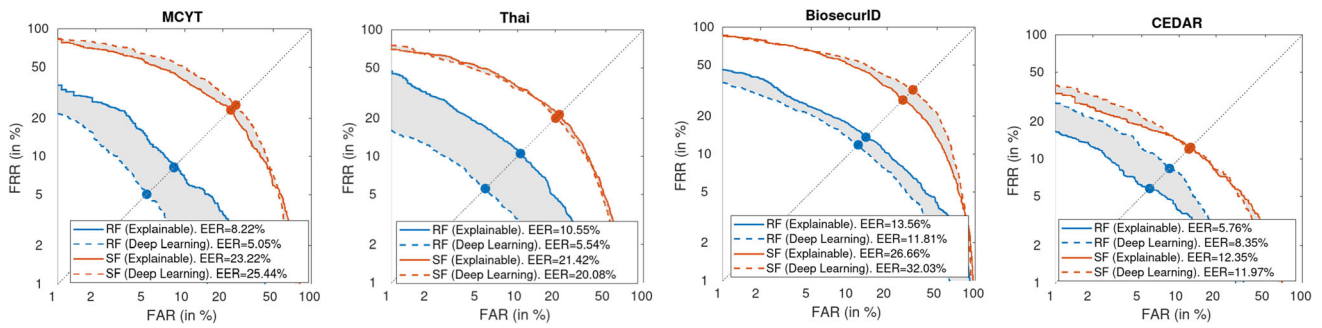 MCYT
100
50
20
10
5
2
1
FRR (in %)
RF (Explainable). EER=8.22%
RF (Deep Learning). EER=5.05%
SF (Explainable). EER=23.22%
SF (Deep Learning). EER=25.44%
1 2 5 10 20 50 100
FAR (in %)
Thai
100
50
20
10
5
2
1
FRR (in %)
RF (Explainable). EER=10.55%
RF (Deep Learning). EER=5.54%
SF (Explainable). EER=21.42%
SF (Deep Learning). EER=20.08%
1 2 5 10 20 50 100
FAR (in %)
BiosecurID
100
50
20
10
5
2
1
FRR (in %)
RF (Explainable). EER=13.56%
RF (Deep Learning). EER=11.81%
SF (Explainable). EER=26.66%
SF (Deep Learning). EER=32.03%
1 2 5 10 20 50 100
FAR (in %)
CEDAR
100
50
20
10
5
2
1
FRR (in %)
RF (Explainable). EER=5.76%
RF (Deep Learning). EER=8.35%
SF (Explainable). EER=12.35%
SF (Deep Learning). EER=11.97%
1 2 5 10 20 50 100
FAR (in %)